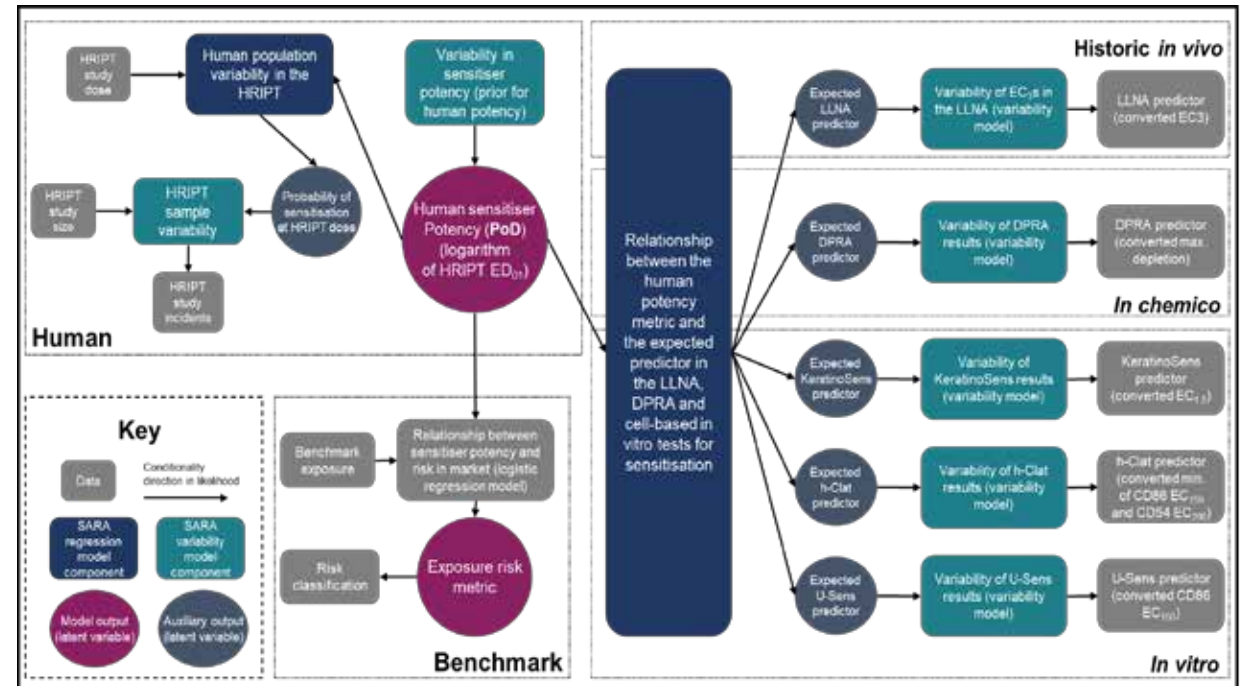 HRIPT
study
dose
Human population
variability in the
HRIPT
Variability in
sensitiser
potency (prior for
human potency)
HRIPT
study
size
HRIPT
sample
variability
Probability of
sensitisation
at HRIPT dose
Human sensitiser
Potency (PoD)
(logarithm
of HRIPT ED01)
HRIPT
study
incidents
Human
Key
Data
Conditionality
direction in likelihood
SARA
regression
model
component
SARA
variability
model
component
Model output
(latent variable)
Auxiliary output
(latent variable)
Benchmark
exposure
Relationship between
sensitiser potency and
risk in market (logistic
regression model)
Risk
classification
Exposure risk
metric
Benchmark
Relationship
between the
human
potency
metric and
the expected
predictor in
the LLNA,
DPRA and
cell-based in
vitro tests for
sensitisation
Historic in vivo
Expected
LLNA
predictor
Variability of EC3s in
the LLNA (variability
model)
LLNA predictor
(converted EC3)
Expected
DPRA
predictor
Variability of DPRA
results (variability
model)
DPRA predictor
(converted max.
depletion)
In chemico
Expected
KeratinoSens
predictor
Variability of
KeratinoSens results
(variability model)
KeratinoSens
predictor
(converted EC1.5)
Expected
h-Clat
predictor
Variability of h-Clat
results (variability
model)
h-Clat predictor
(converted min.
of CD86 EC150
and CD54 EC200)
Expected
U-Sens
predictor
Variability of U-Sens
results (variability
model)
U-Sens predictor
(converted CD86
EC150)
In vitro